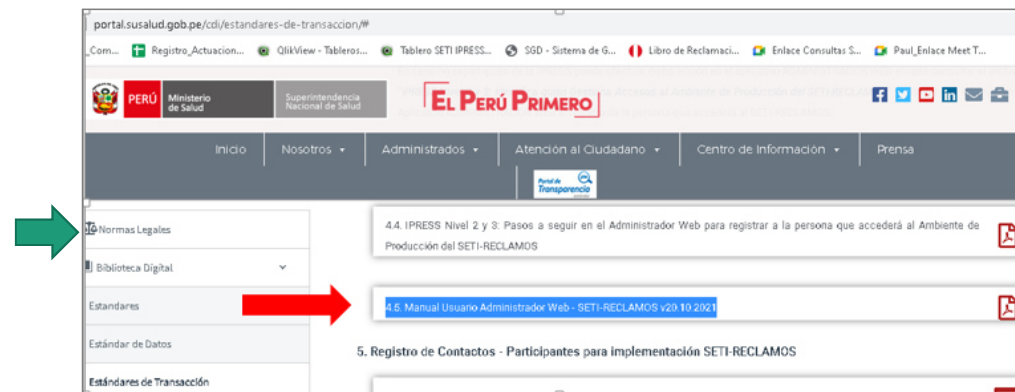 portal.susalud.gob.pe/cdi/estandares-de-transaccion/#
_Com... Registro_Actuacion... QlikView - Tableros... Tablero SETI IPRESS... SGD - Sistema de G... Libro de Reclamaci... Enlace Consultas S... Paul_Enlace Meet T...
PERÚ Ministerio de Salud
Superintendencia Nacional de Salud
EL PERÚ PRIMERO
Inicio Nosotros Administrados Atención al Ciudadano Centro de Información Prensa
Portal de Transparencia
Normas Legales
Biblioteca Digital
Estandares
Estándar de Datos
Estándares de Transacción
4.4. IPRESS Nivel 2 y 3: Pasos a seguir en el Administrador Web para registrar a la persona que accederá al Ambiente de
Producción del SETI-RECLAMOS
4.5. Manual Usuario Administrador Web - SETI-RECLAMOS v20.10.2021
5. Registro de Contactos - Participantes para implementación SETI-RECLAMOS